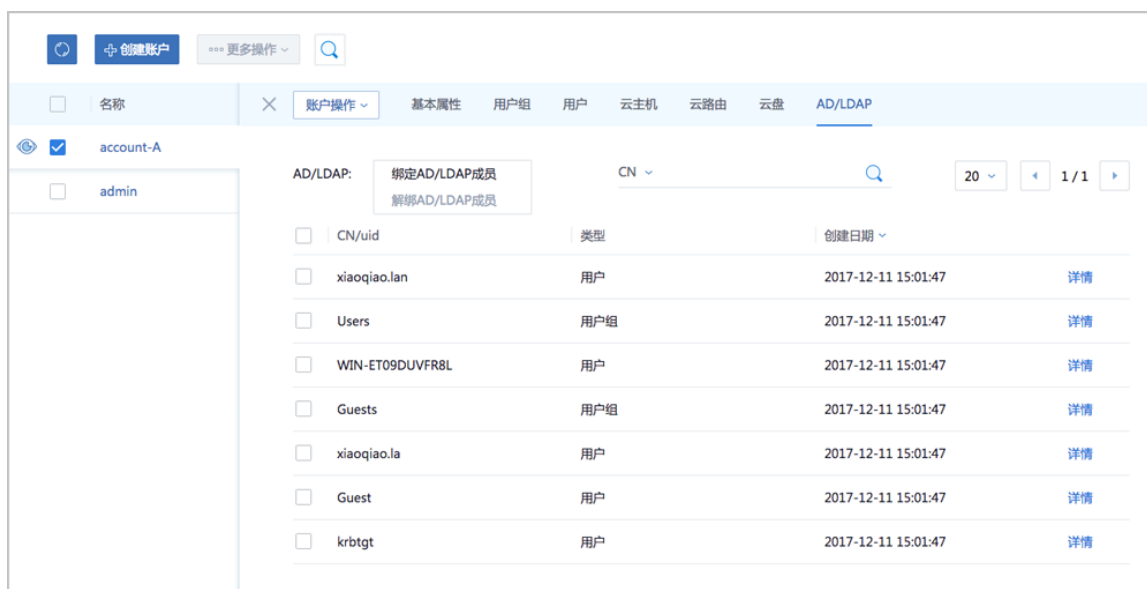 创建账户 更多操作
名称 账户操作 基本属性 用户组 用户 云主机 云路由 云盘 AD/LDAP
account-A
admin
AD/LDAP: 绑定AD/LDAP成员 CN 20 1 / 1
解绑AD/LDAP成员
CN/uid 类型 创建日期
xiaoqiao.lan 用户 2017-12-11 15:01:47 详情
Users 用户组 2017-12-11 15:01:47 详情
WIN-ET09DUVFR8L 用户 2017-12-11 15:01:47 详情
Guests 用户组 2017-12-11 15:01:47 详情
xiaoqiao.la 用户 2017-12-11 15:01:47 详情
Guest 用户 2017-12-11 15:01:47 详情
krbtgt 用户 2017-12-11 15:01:47 详情